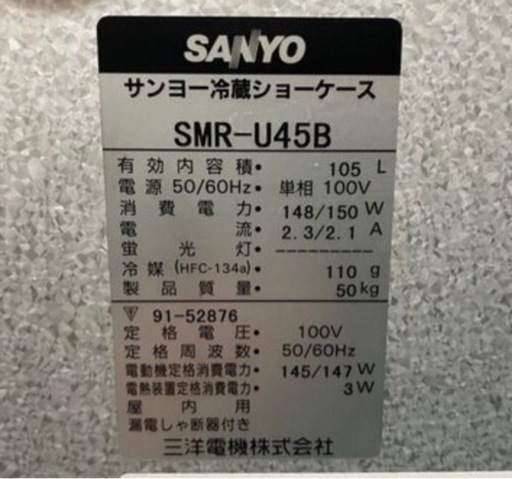 SANYO
サンヨー冷蔵ショーケース
SMR-U45B
有効内容積• 105 L
電源 50/60Hz• 単相 100V
消費電力• 148/150 W
電流• 2.3/2.1 A
蛍光灯• ----------
冷媒(HFC-134a)• 110 g
製品質量• 50kg
91-52876
定格電圧• 100V
定格周波数• 50/60Hz
電動機定格消費電力• 145/147 W
電熱装置定格消費電力• 3W
屋内用
漏電しゃ断器付き
三洋電機株式会社